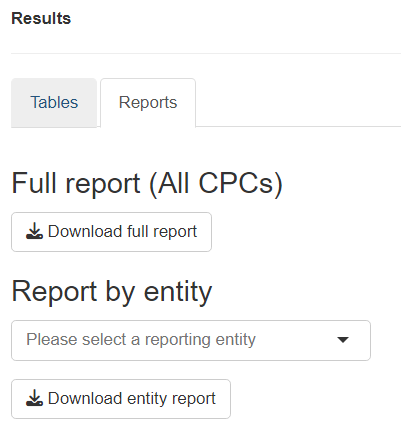 Results
Tables Reports
Full report (All CPCs)
Download full report
Report by entity
Please select a reporting entity
Download entity report